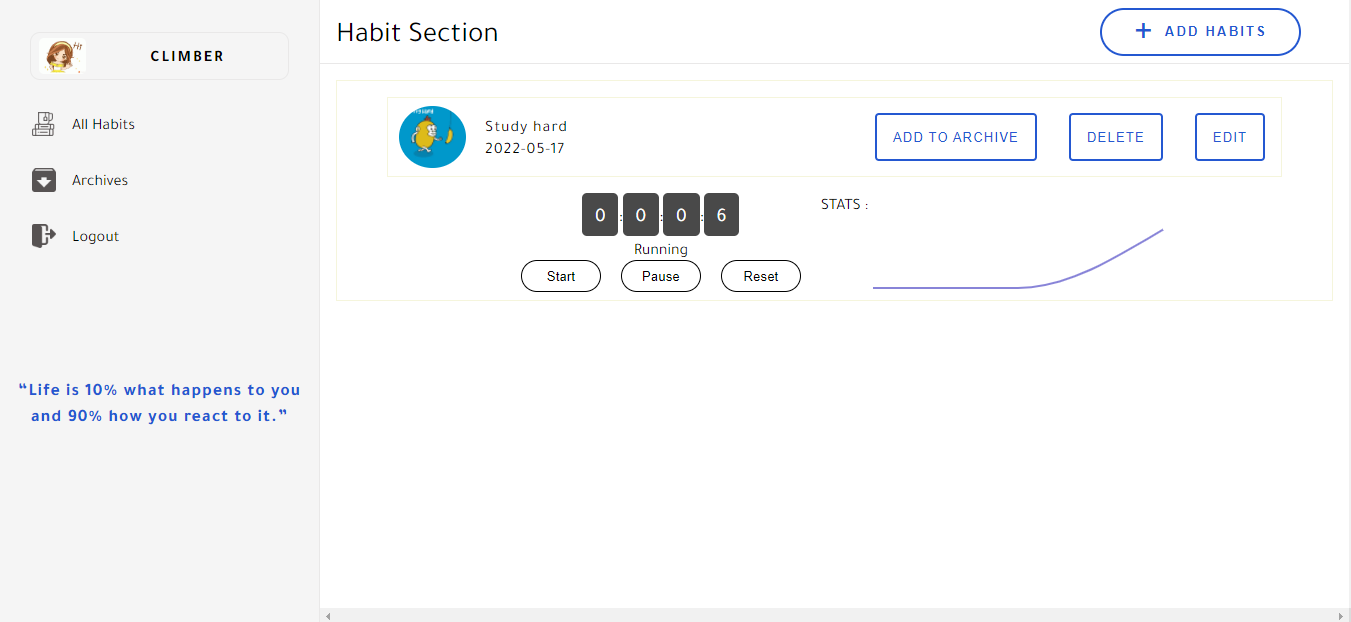 CLIMBER
All Habits
Archives
Logout
“Life is 10% what happens to you
and 90% how you react to it.”
Habit Section
+ ADD HABITS
Study hard
2022-05-17
ADD TO ARCHIVE
DELETE
EDIT
0:0:0:6
Running
Start
Pause
Reset
STATS :